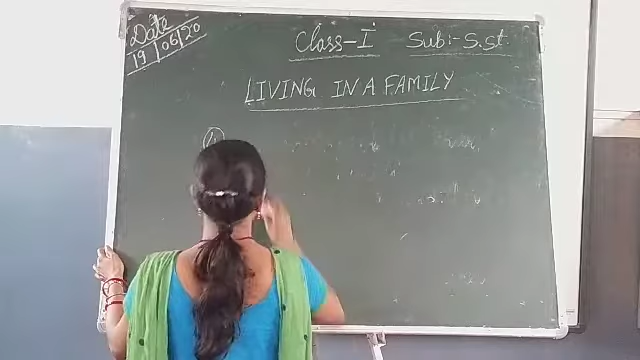 Date
19/06/20
Class-I Sub:-S.st.
LIVING IN A FAMILY